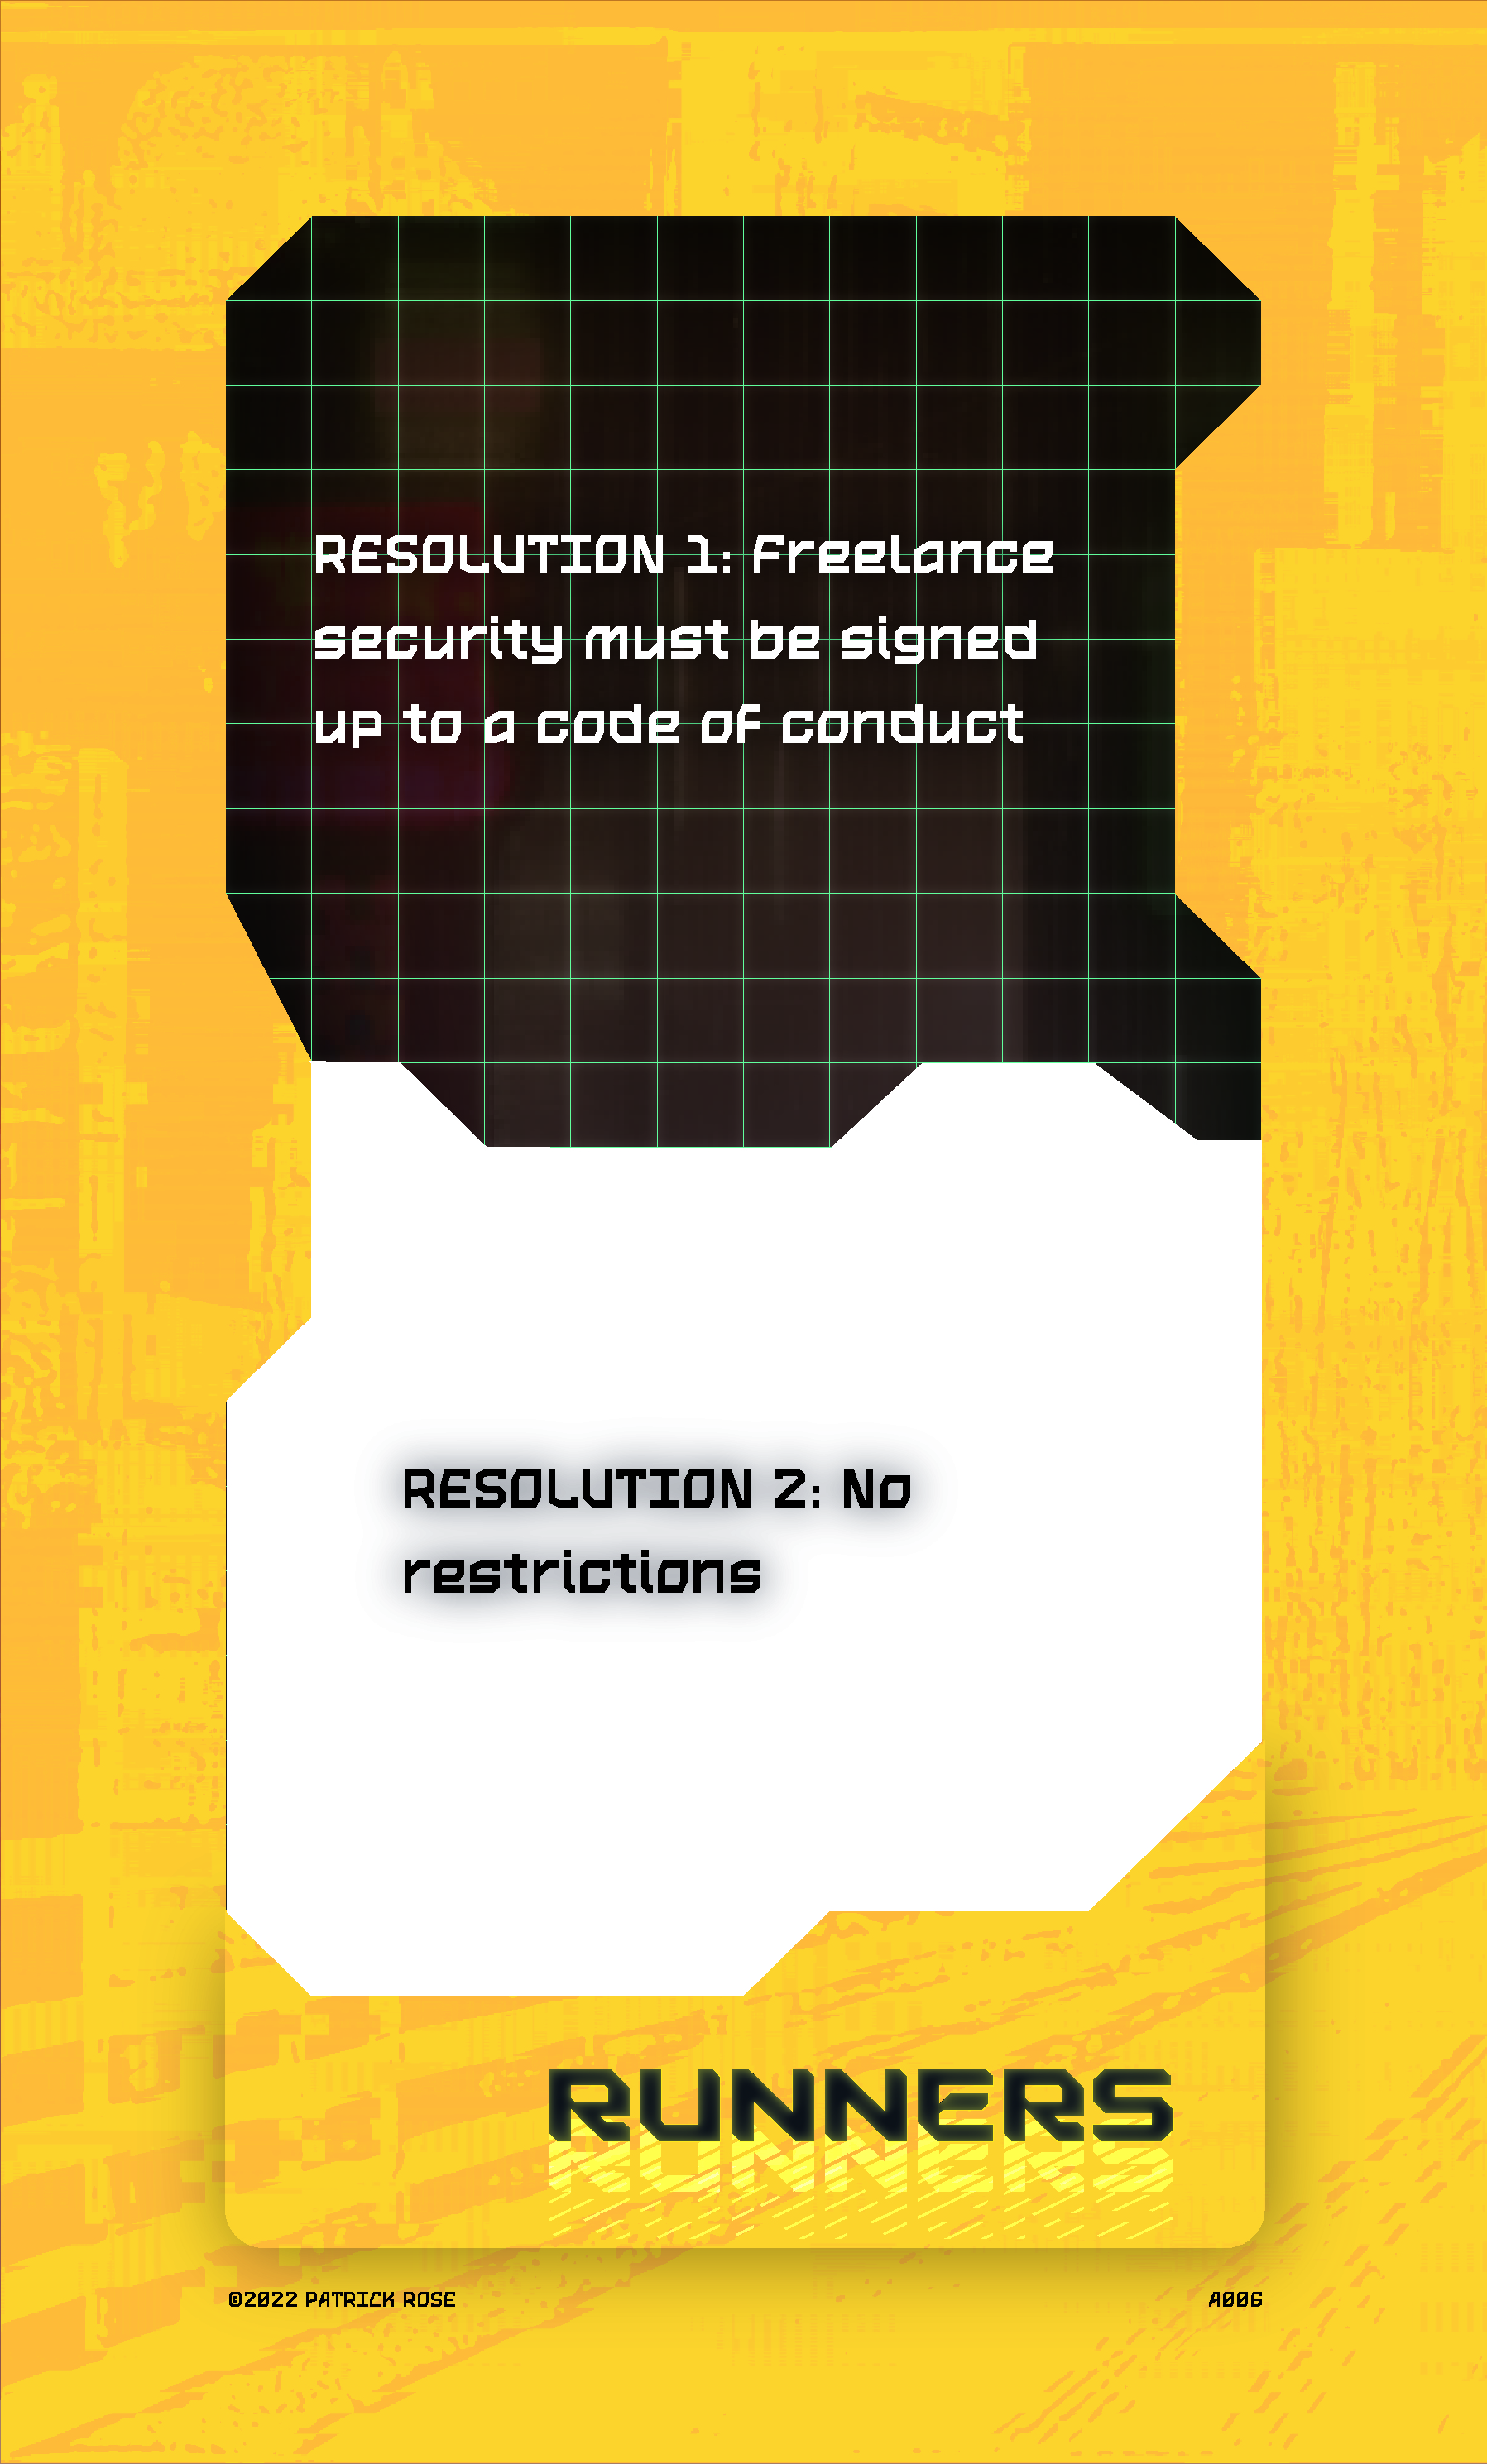 RESOLUTION 1: Freelance
security must be signed
up to a code of conduct
RESOLUTION 2: No
restrictions
RUNNERS
©2022 PATRICK ROSE
A006